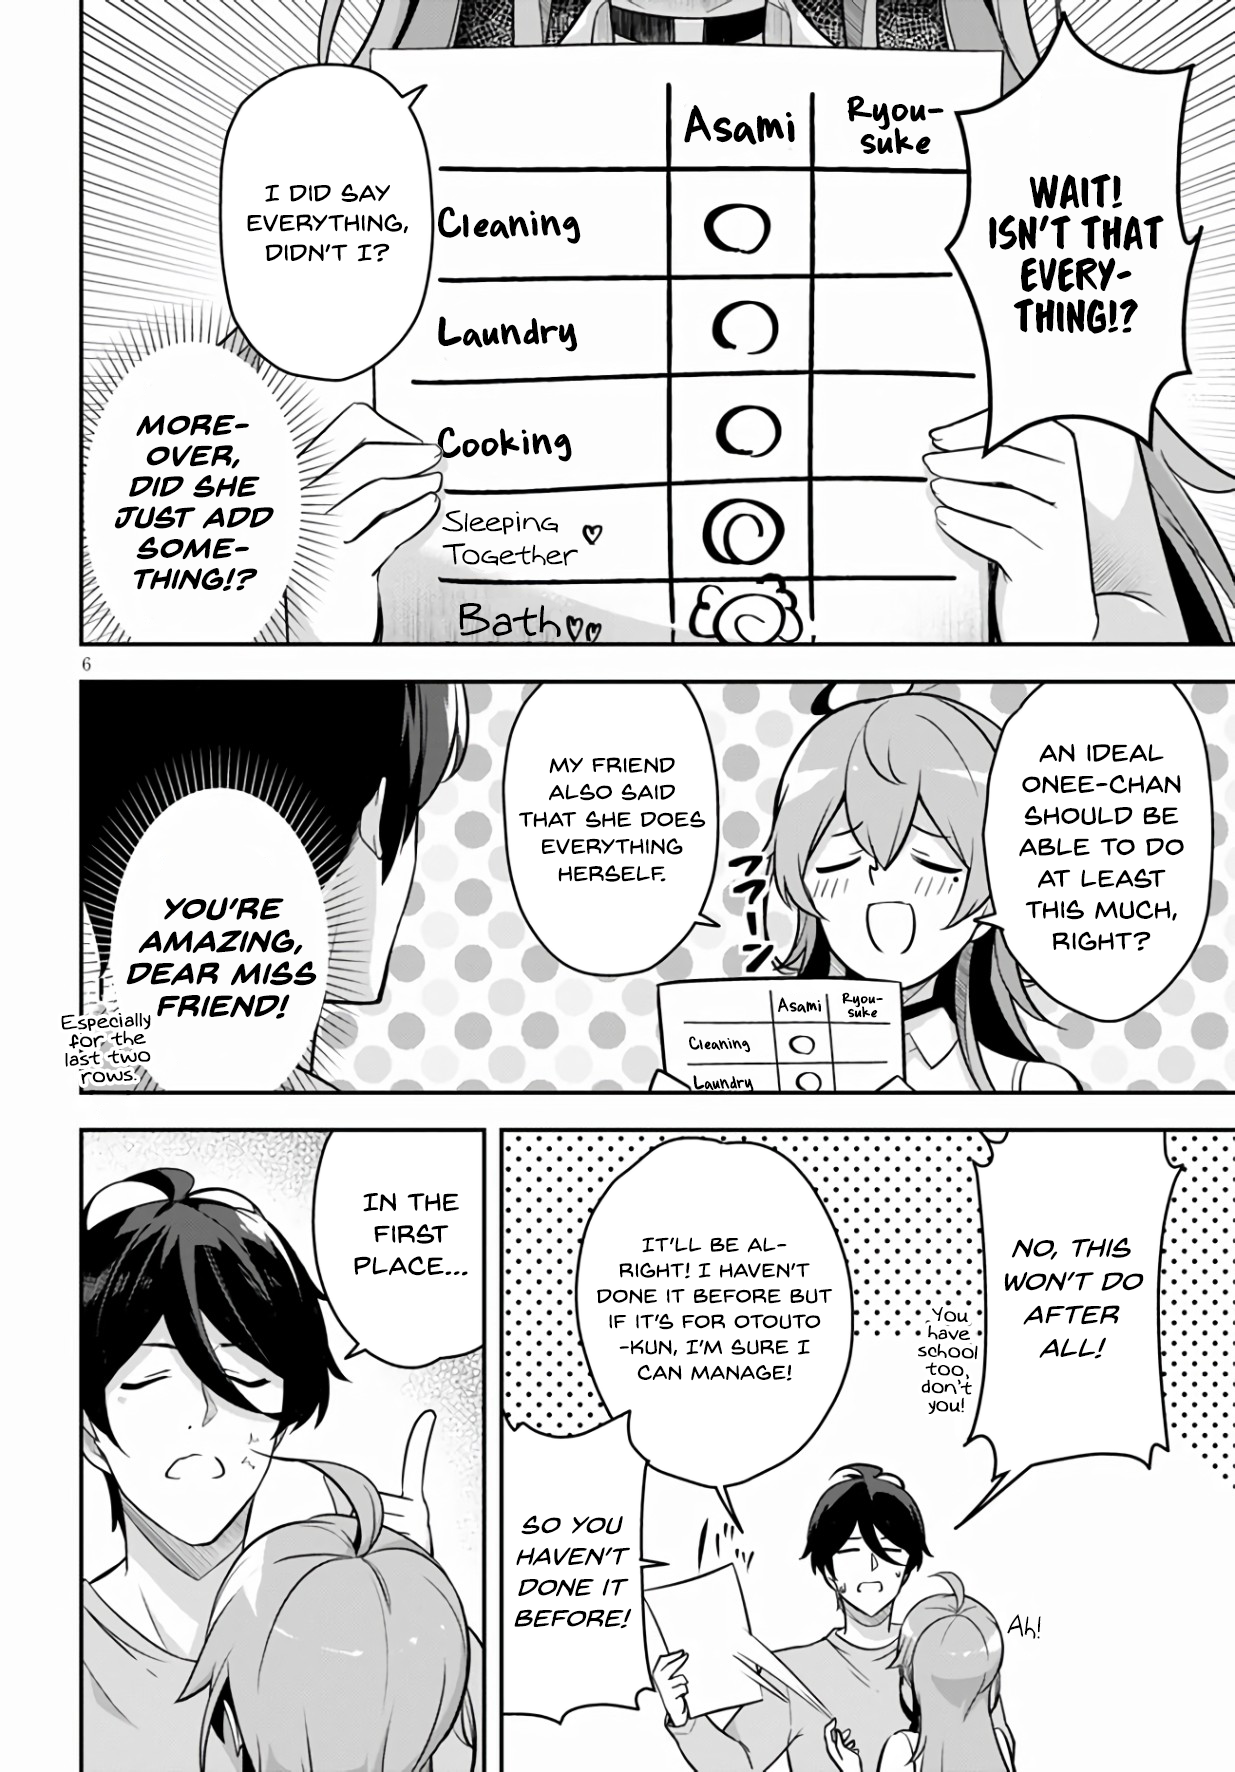 WAIT!
ISN'T THAT
EVERY-
THING!?
Asami
Ryou-
suke
Cleaning
Laundry
Cooking
Sleeping
Together ♡
Bath ♡♡
I DID SAY
EVERYTHING,
DIDN'T I?
MORE-
OVER,
DID SHE
JUST ADD
SOME-
THING!?
6
AN IDEAL
ONEE-CHAN
SHOULD BE
ABLE TO DO
AT LEAST
THIS MUCH,
RIGHT?
MY FRIEND
ALSO SAID
THAT SHE DOES
EVERYTHING
HERSELF.
ふふーん
Asami
Ryou-
suke
Cleaning
Laundry
YOU'RE
AMAZING,
DEAR MISS
FRIEND!
Especially
for the
last two
rows.
IN THE
FIRST
PLACE...
NO, THIS
WON'T DO
AFTER
ALL!
You
have
school
too,
don't
you!
IT'LL BE AL-
RIGHT! I HAVEN'T
DONE IT BEFORE BUT
IF IT'S FOR OTOUTO
-KUN, I'M SURE I
CAN MANAGE!
SO YOU
HAVEN'T
DONE IT
BEFORE!
Ah!